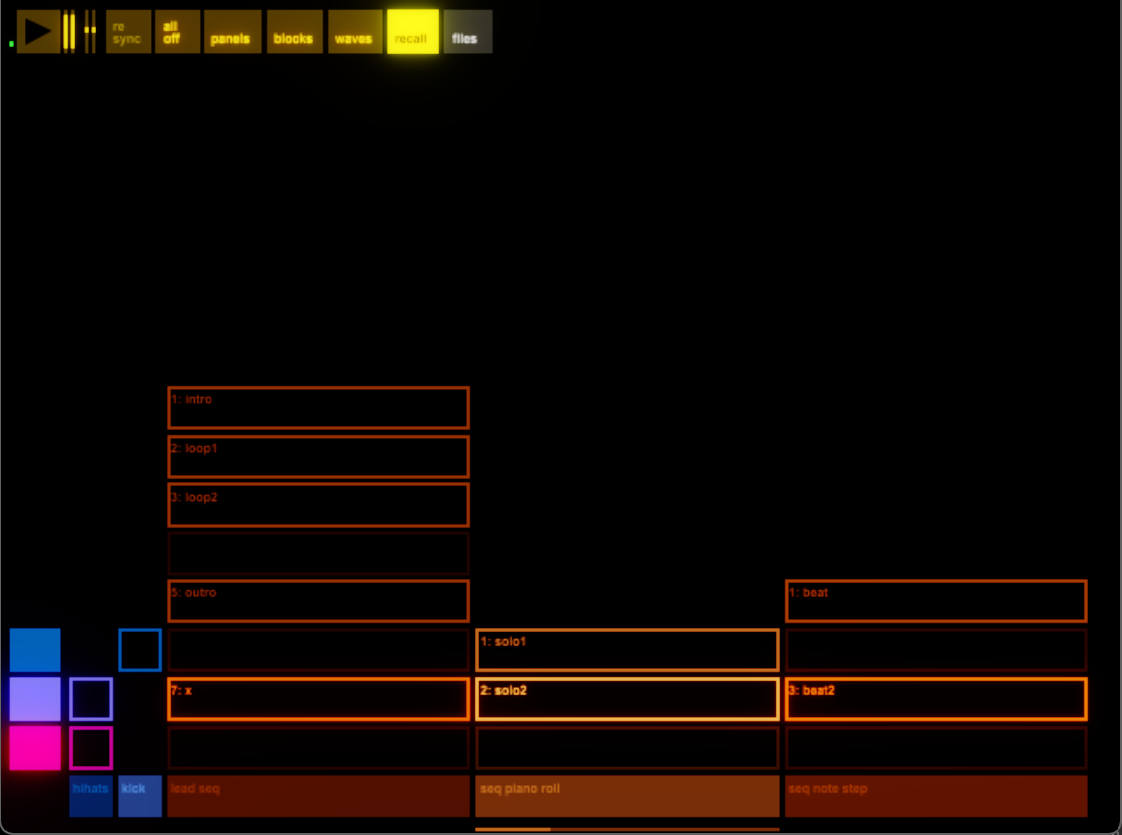 re
sync
all
off
panels
blocks
waves
recall
files
1: intro
2: loop1
3: loop2
5: outro
1: beat
1: solo1
7: x
2: solo2
3: beat2
hihats
kick
lead seq
seq piano roll
seq note step